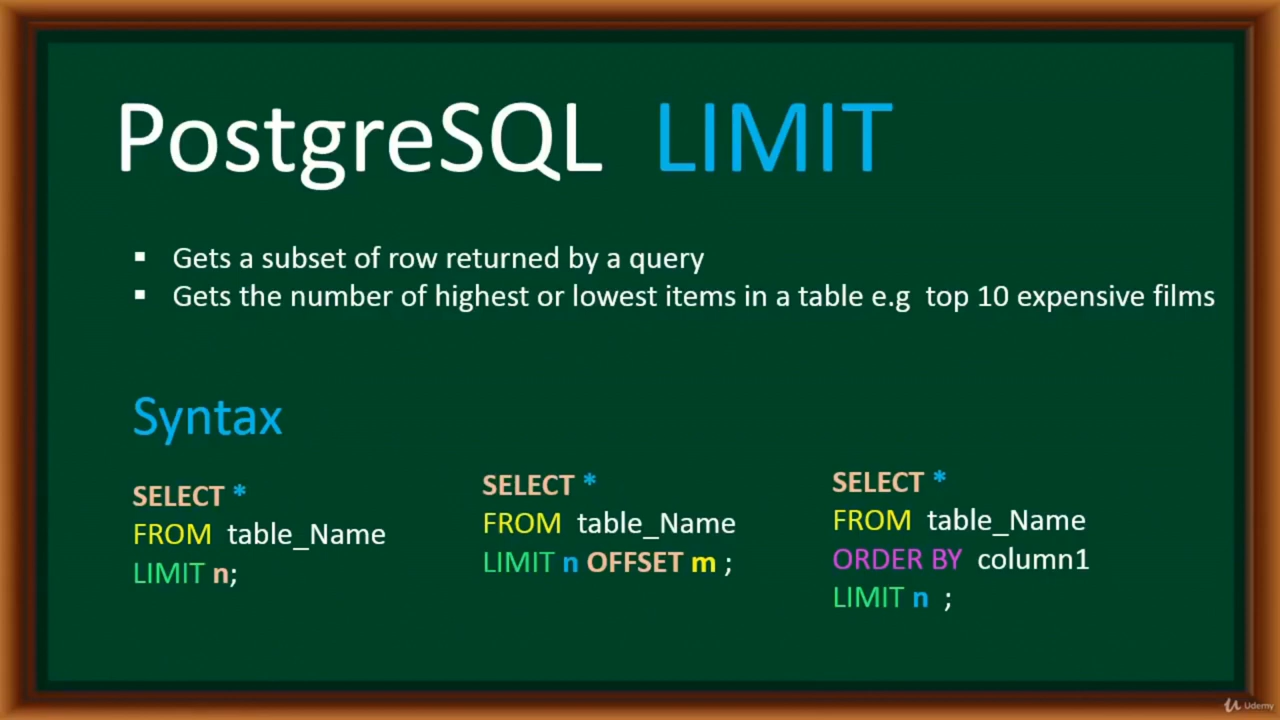 PostgreSQL LIMIT
▪ Gets a subset of row returned by a query
▪ Gets the number of highest or lowest items in a table e.g top 10 expensive films
Syntax
SELECT *
FROM table_Name
LIMIT n;
SELECT *
FROM table_Name
LIMIT n OFFSET m ;
SELECT *
FROM table_Name
ORDER BY column1
LIMIT n ;
Udemy